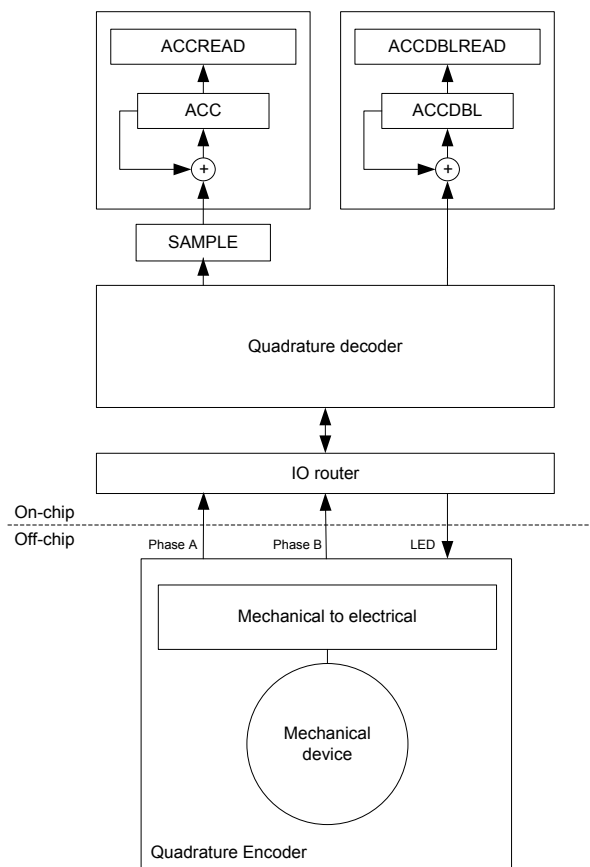 ACCREAD
ACCDBLREAD
ACC
ACCDBL
+
+
SAMPLE
Quadrature decoder
IO router
On-chip
Off-chip
Phase A
Phase B
LED
Mechanical to electrical
Mechanical
device
Quadrature Encoder